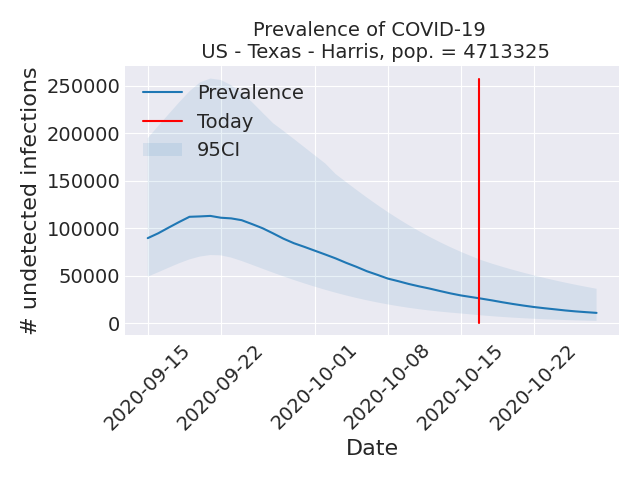 Prevalence of COVID-19
US - Texas - Harris, pop. = 4713325
# undetected infections
250000
200000
150000
100000
50000
0
Prevalence
Today
95CI
2020-09-15
2020-09-22
2020-10-01
2020-10-08
2020-10-15
2020-10-22
Date